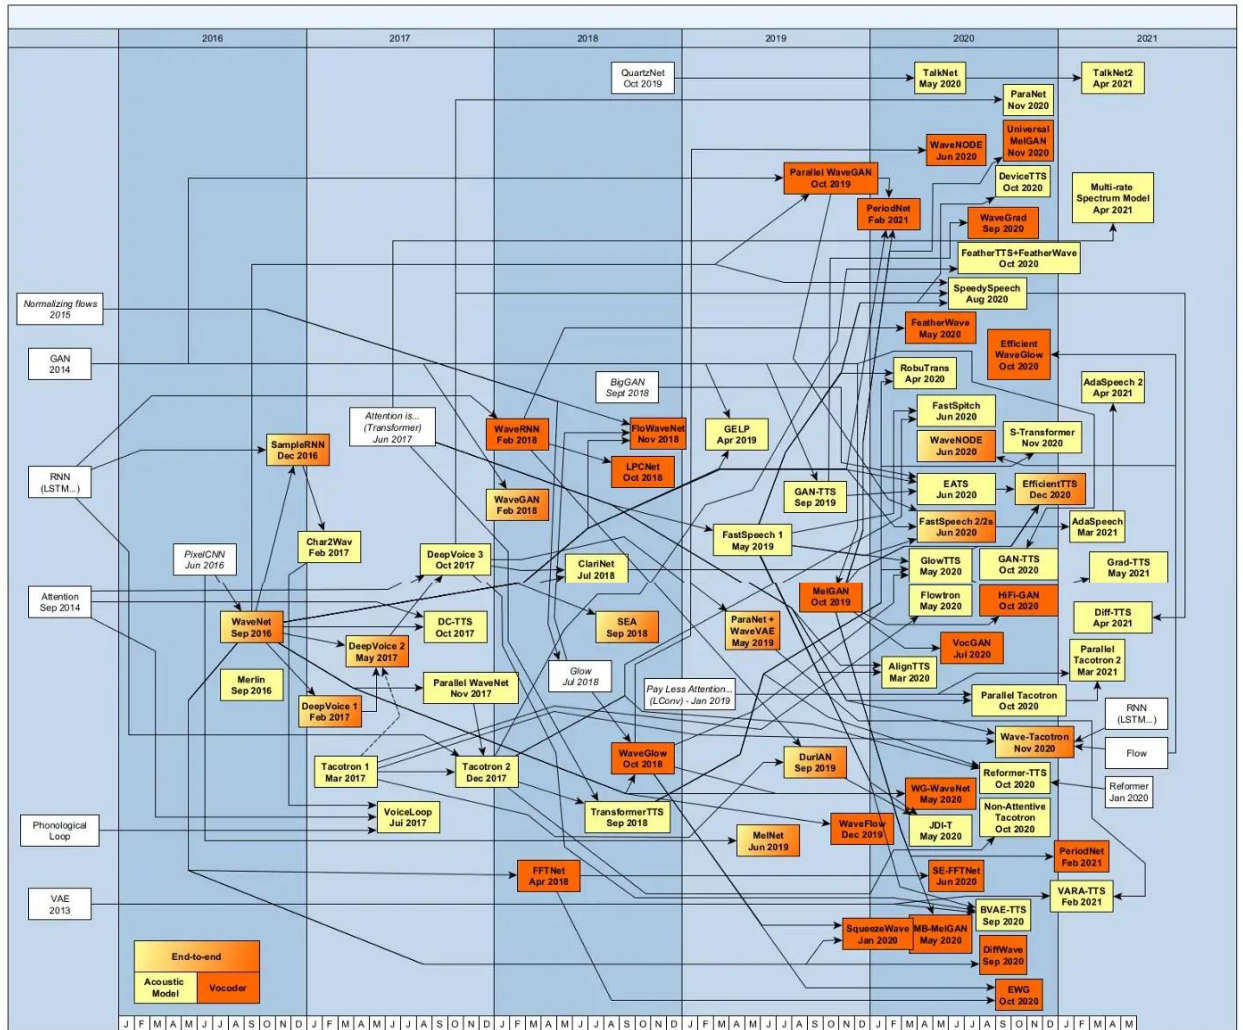 2016 2017 2018 2019 2020 2021
QuartzNet
Oct 2019
TalkNet
May 2020
TalkNet2
Apr 2021
ParaNet
Nov 2020
Universal
MelGAN
Nov 2020
WaveNODE
Jun 2020
Parallel WaveGAN
Oct 2019
DeviceTTS
Oct 2020
Multi-rate
Spectrum Model
Apr 2021
PeriodNet
Feb 2021
WaveGrad
Sep 2020
FeatherTTS+FeatherWave
Oct 2020
SpeedySpeech
Aug 2020
Normalizing flows
2015
FeatherWave
May 2020
Efficient
WaveGlow
Oct 2020
GAN
2014
RobuTrans
Apr 2020
BigGAN
Sept 2018
AdaSpeech 2
Apr 2021
Attention is...
(Transformer)
Jun 2017
FastSpitch
Jun 2020
WaveRNN
Feb 2018
FloWaveNet
Nov 2018
GELP
Apr 2019
S-Transformer
Nov 2020
SampleRNN
Dec 2016
WaveNODE
Jun 2020
LPCNet
Oct 2018
RNN
(LSTM...)
WaveGAN
Feb 2018
GAN-TTS
Sep 2019
EATS
Jun 2020
EfficientTTS
Dec 2020
FastSpeech 2/2s
Jun 2020
AdaSpeech
Mar 2021
Char2Wav
Feb 2017
FastSpeech 1
May 2019
PixelCNN
Jun 2016
DeepVoice 3
Oct 2017
ClariNet
Jul 2018
GlowTTS
May 2020
GAN-TTS
Oct 2020
Grad-TTS
May 2021
Attention
Sep 2014
MelGAN
Oct 2019
Flowtron
May 2020
HiFi-GAN
Oct 2020
WaveNet
Sep 2016
DC-TTS
Oct 2017
SEA
Sep 2018
ParaNet +
WaveVAE
May 2019
Diff-TTS
Apr 2021
DeepVoice 2
May 2017
VocGAN
Jul 2020
Parallel
Tacotron 2
Mar 2021
Merlin
Sep 2016
Parallel WaveNet
Nov 2017
Glow
Jul 2018
AlignTTS
Mar 2020
Pay Less Attention...
(LConv) - Jan 2019
Parallel Tacotron
Oct 2020
DeepVoice 1
Feb 2017
RNN
(LSTM...)
Wave-Tacotron
Nov 2020
Flow
Tacotron 1
Mar 2017
Tacotron 2
Dec 2017
WaveGlow
Oct 2018
DurIAN
Sep 2019
Reformer-TTS
Oct 2020
Reformer
Jan 2020
WG-WaveNet
May 2020
VoiceLoop
Jul 2017
TransformerTTS
Sep 2018
Non-Attentive
Tacotron
Oct 2020
Phonological
Loop
MelNet
Jun 2019
WaveFlow
Dec 2019
JDI-T
May 2020
PeriodNet
Feb 2021
FFTNet
Apr 2018
SE-FFTNet
Jun 2020
VAE
2013
VARA-TTS
Feb 2021
BVAE-TTS
Sep 2020
SqueezeWave
Jan 2020
MB-MelGAN
May 2020
DiffWave
Sep 2020
End-to-end
Acoustic
Model
Vocoder
EWG
Oct 2020
J F M A M J J A S O N D J F M A M J J A S O N D J F M A M J J A S O N D J F M A M J J A S O N D J F M A M J J A S O N D J F M A M